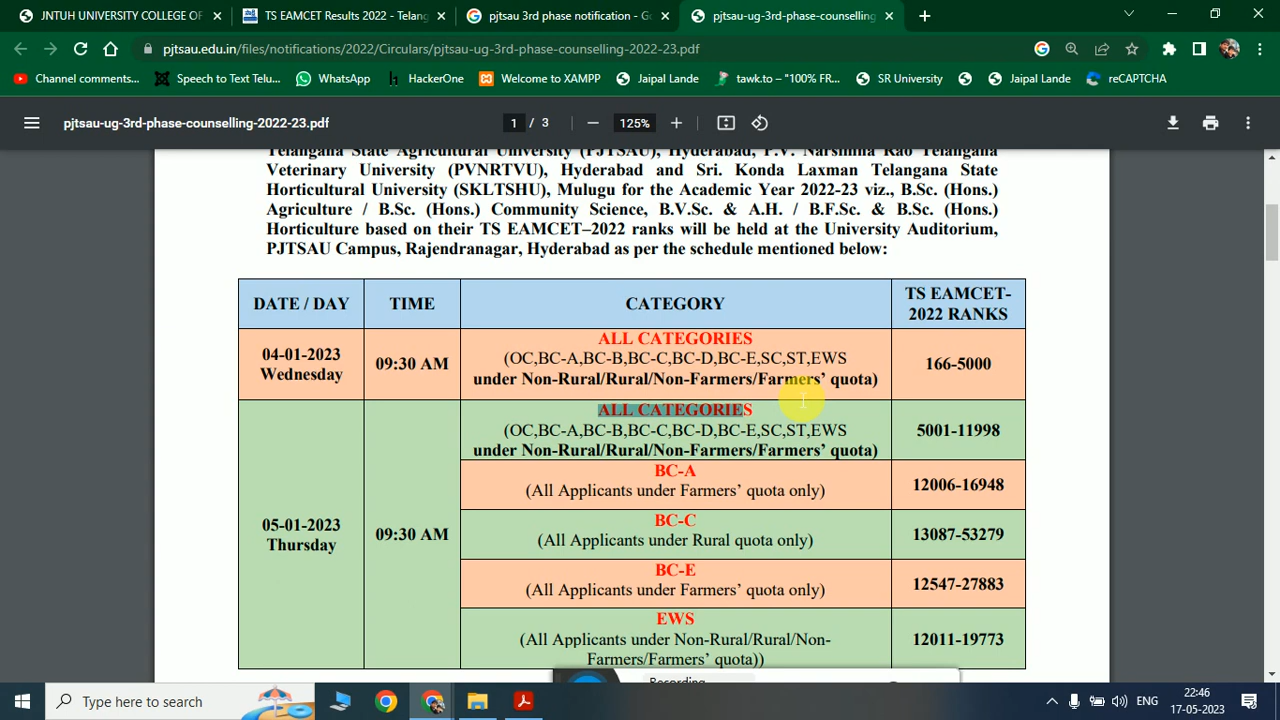 JNTUH UNIVERSITY COLLEGE OF
TS EAMCET Results 2022 - Telang
pjtsau 3rd phase notification - Go
pjtsau-ug-3rd-phase-counselling
pjtsau.edu.in/files/notifications/2022/Circulars/pjtsau-ug-3rd-phase-counselling-2022-23.pdf
Channel comments... Speech to Text Telu... WhatsApp HackerOne Welcome to XAMPP Jaipal Lande tawk.to – "100% FR... SR University Jaipal Lande reCAPTCHA
pjtsau-ug-3rd-phase-counselling-2022-23.pdf 1 / 3 125%
Telangana State Agricultural University (PJTSAU), Hyderabad, P.V. Narsimha Rao Telangana
Veterinary University (PVNRTVU), Hyderabad and Sri. Konda Laxman Telangana State
Horticultural University (SKLTSHU), Mulugu for the Academic Year 2022-23 viz., B.Sc. (Hons.)
Agriculture / B.Sc. (Hons.) Community Science, B.V.Sc. & A.H. / B.F.Sc. & B.Sc. (Hons.)
Horticulture based on their TS EAMCET–2022 ranks will be held at the University Auditorium,
PJTSAU Campus, Rajendranagar, Hyderabad as per the schedule mentioned below:
DATE / DAY
TIME
CATEGORY
TS EAMCET-
2022 RANKS
04-01-2023
Wednesday
09:30 AM
ALL CATEGORIES
(OC,BC-A,BC-B,BC-C,BC-D,BC-E,SC,ST,EWS
under Non-Rural/Rural/Non-Farmers/Farmers’ quota)
166-5000
05-01-2023
Thursday
09:30 AM
ALL CATEGORIES
(OC,BC-A,BC-B,BC-C,BC-D,BC-E,SC,ST,EWS
under Non-Rural/Rural/Non-Farmers/Farmers’ quota)
5001-11998
BC-A
(All Applicants under Farmers’ quota only)
12006-16948
BC-C
(All Applicants under Rural quota only)
13087-53279
BC-E
(All Applicants under Farmers’ quota only)
12547-27883
EWS
(All Applicants under Non-Rural/Rural/Non-
Farmers/Farmers’ quota))
12011-19773
Recording
Type here to search
ENG
22:46
17-05-2023